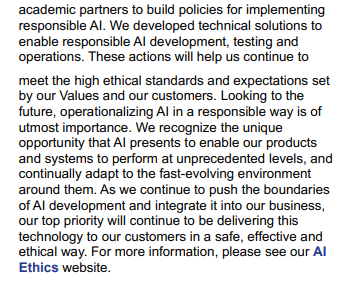 academic partners to build policies for implementing
responsible AI. We developed technical solutions to
enable responsible AI development, testing and
operations. These actions will help us continue to
meet the high ethical standards and expectations set
by our Values and our customers. Looking to the
future, operationalizing AI in a responsible way is of
utmost importance. We recognize the unique
opportunity that AI presents to enable our products
and systems to perform at unprecedented levels, and
continually adapt to the fast-evolving environment
around them. As we continue to push the boundaries
of AI development and integrate it into our business,
our top priority will continue to be delivering this
technology to our customers in a safe, effective and
ethical way. For more information, please see our AI
Ethics website.